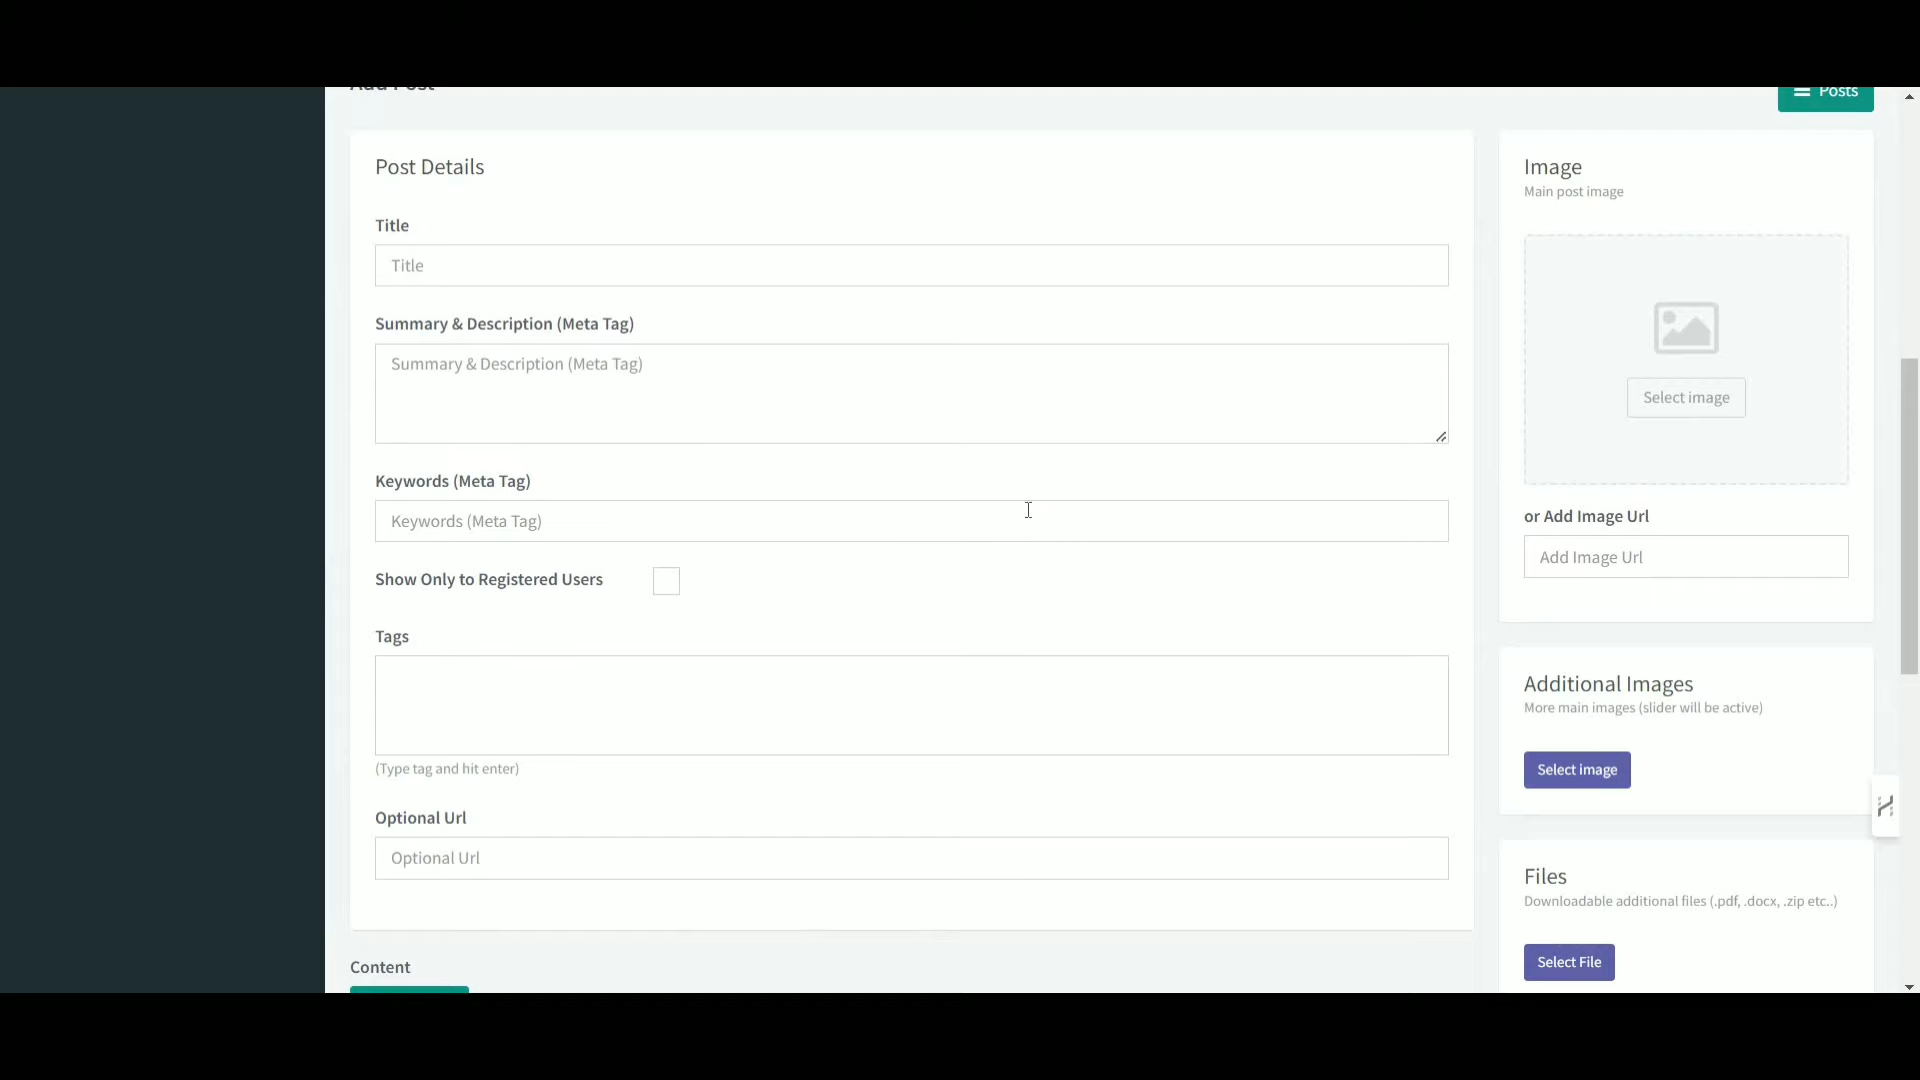 Add Post
Posts
Post Details
Title
Title
Summary & Description (Meta Tag)
Summary & Description (Meta Tag)
Keywords (Meta Tag)
Keywords (Meta Tag)
Show Only to Registered Users
Tags
(Type tag and hit enter)
Optional Url
Optional Url
Content
Image
Main post image
Select image
or Add Image Url
Add Image Url
Additional Images
More main images (slider will be active)
Select image
Files
Downloadable additional files (.pdf, .docx, .zip etc..)
Select File